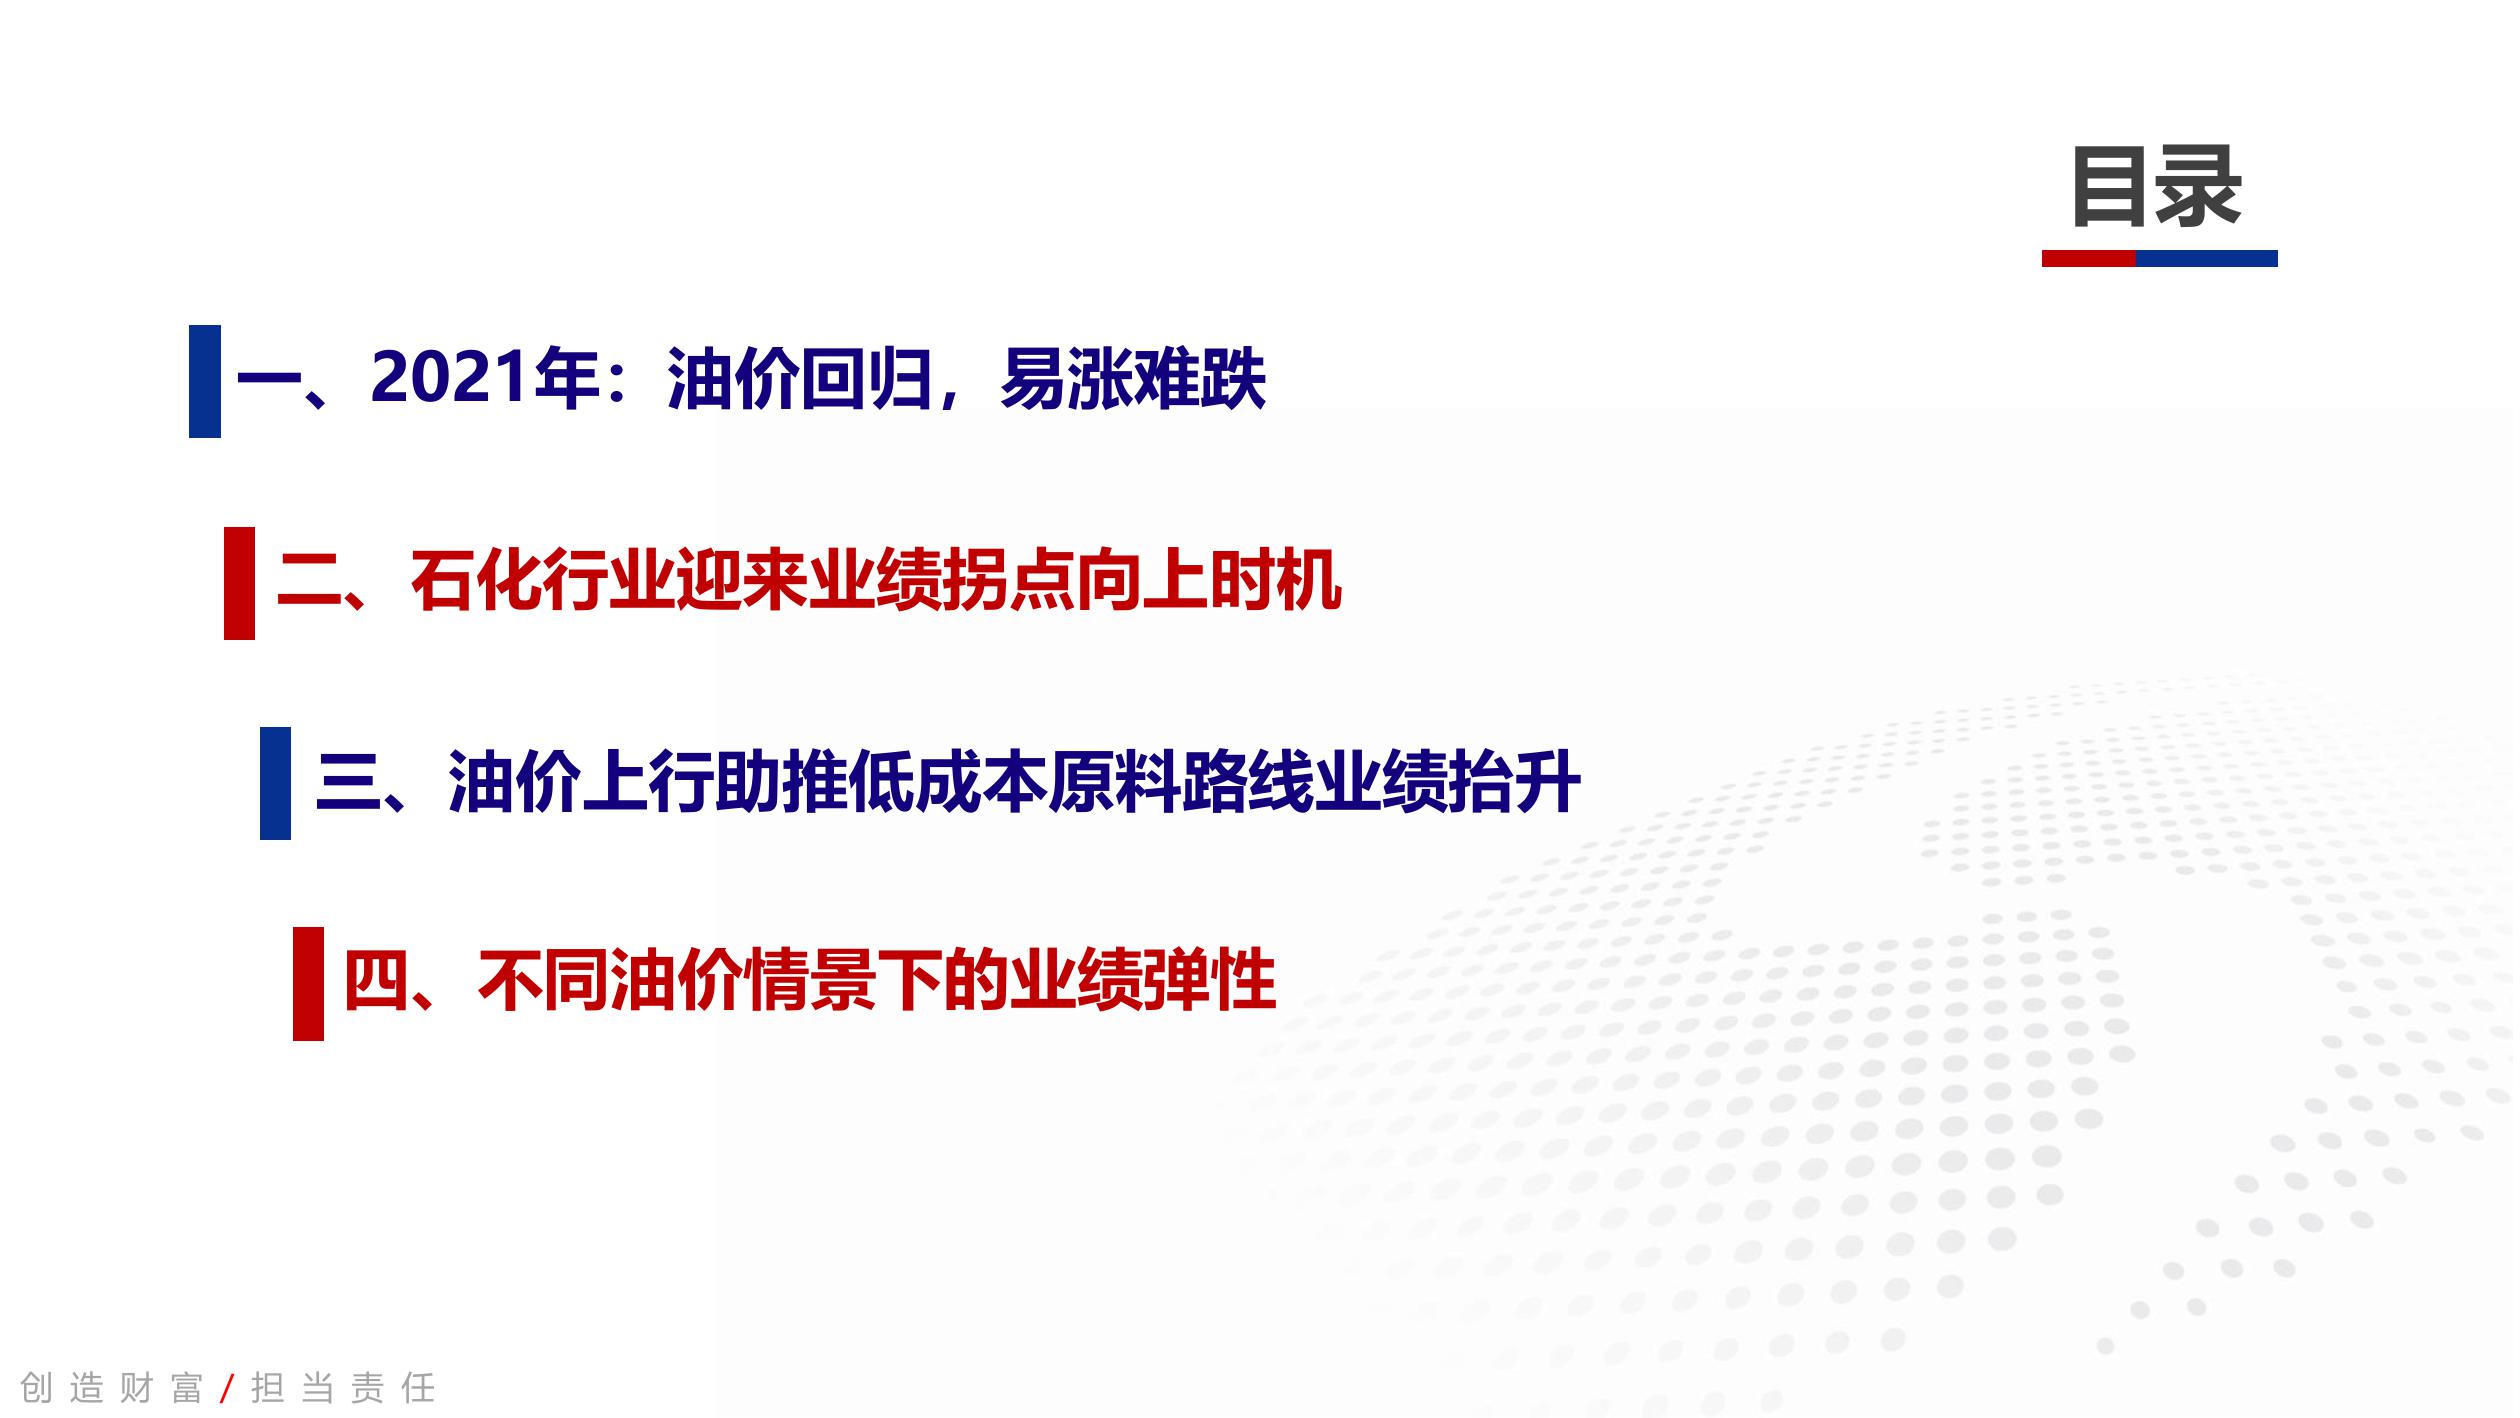 目录
一、2021年：油价回归，易涨难跌
二、石化行业迎来业绩拐点向上时机
三、油价上行助推低成本原料路线业绩抬升
四、不同油价情景下的业绩弹性
创造财富/担当责任